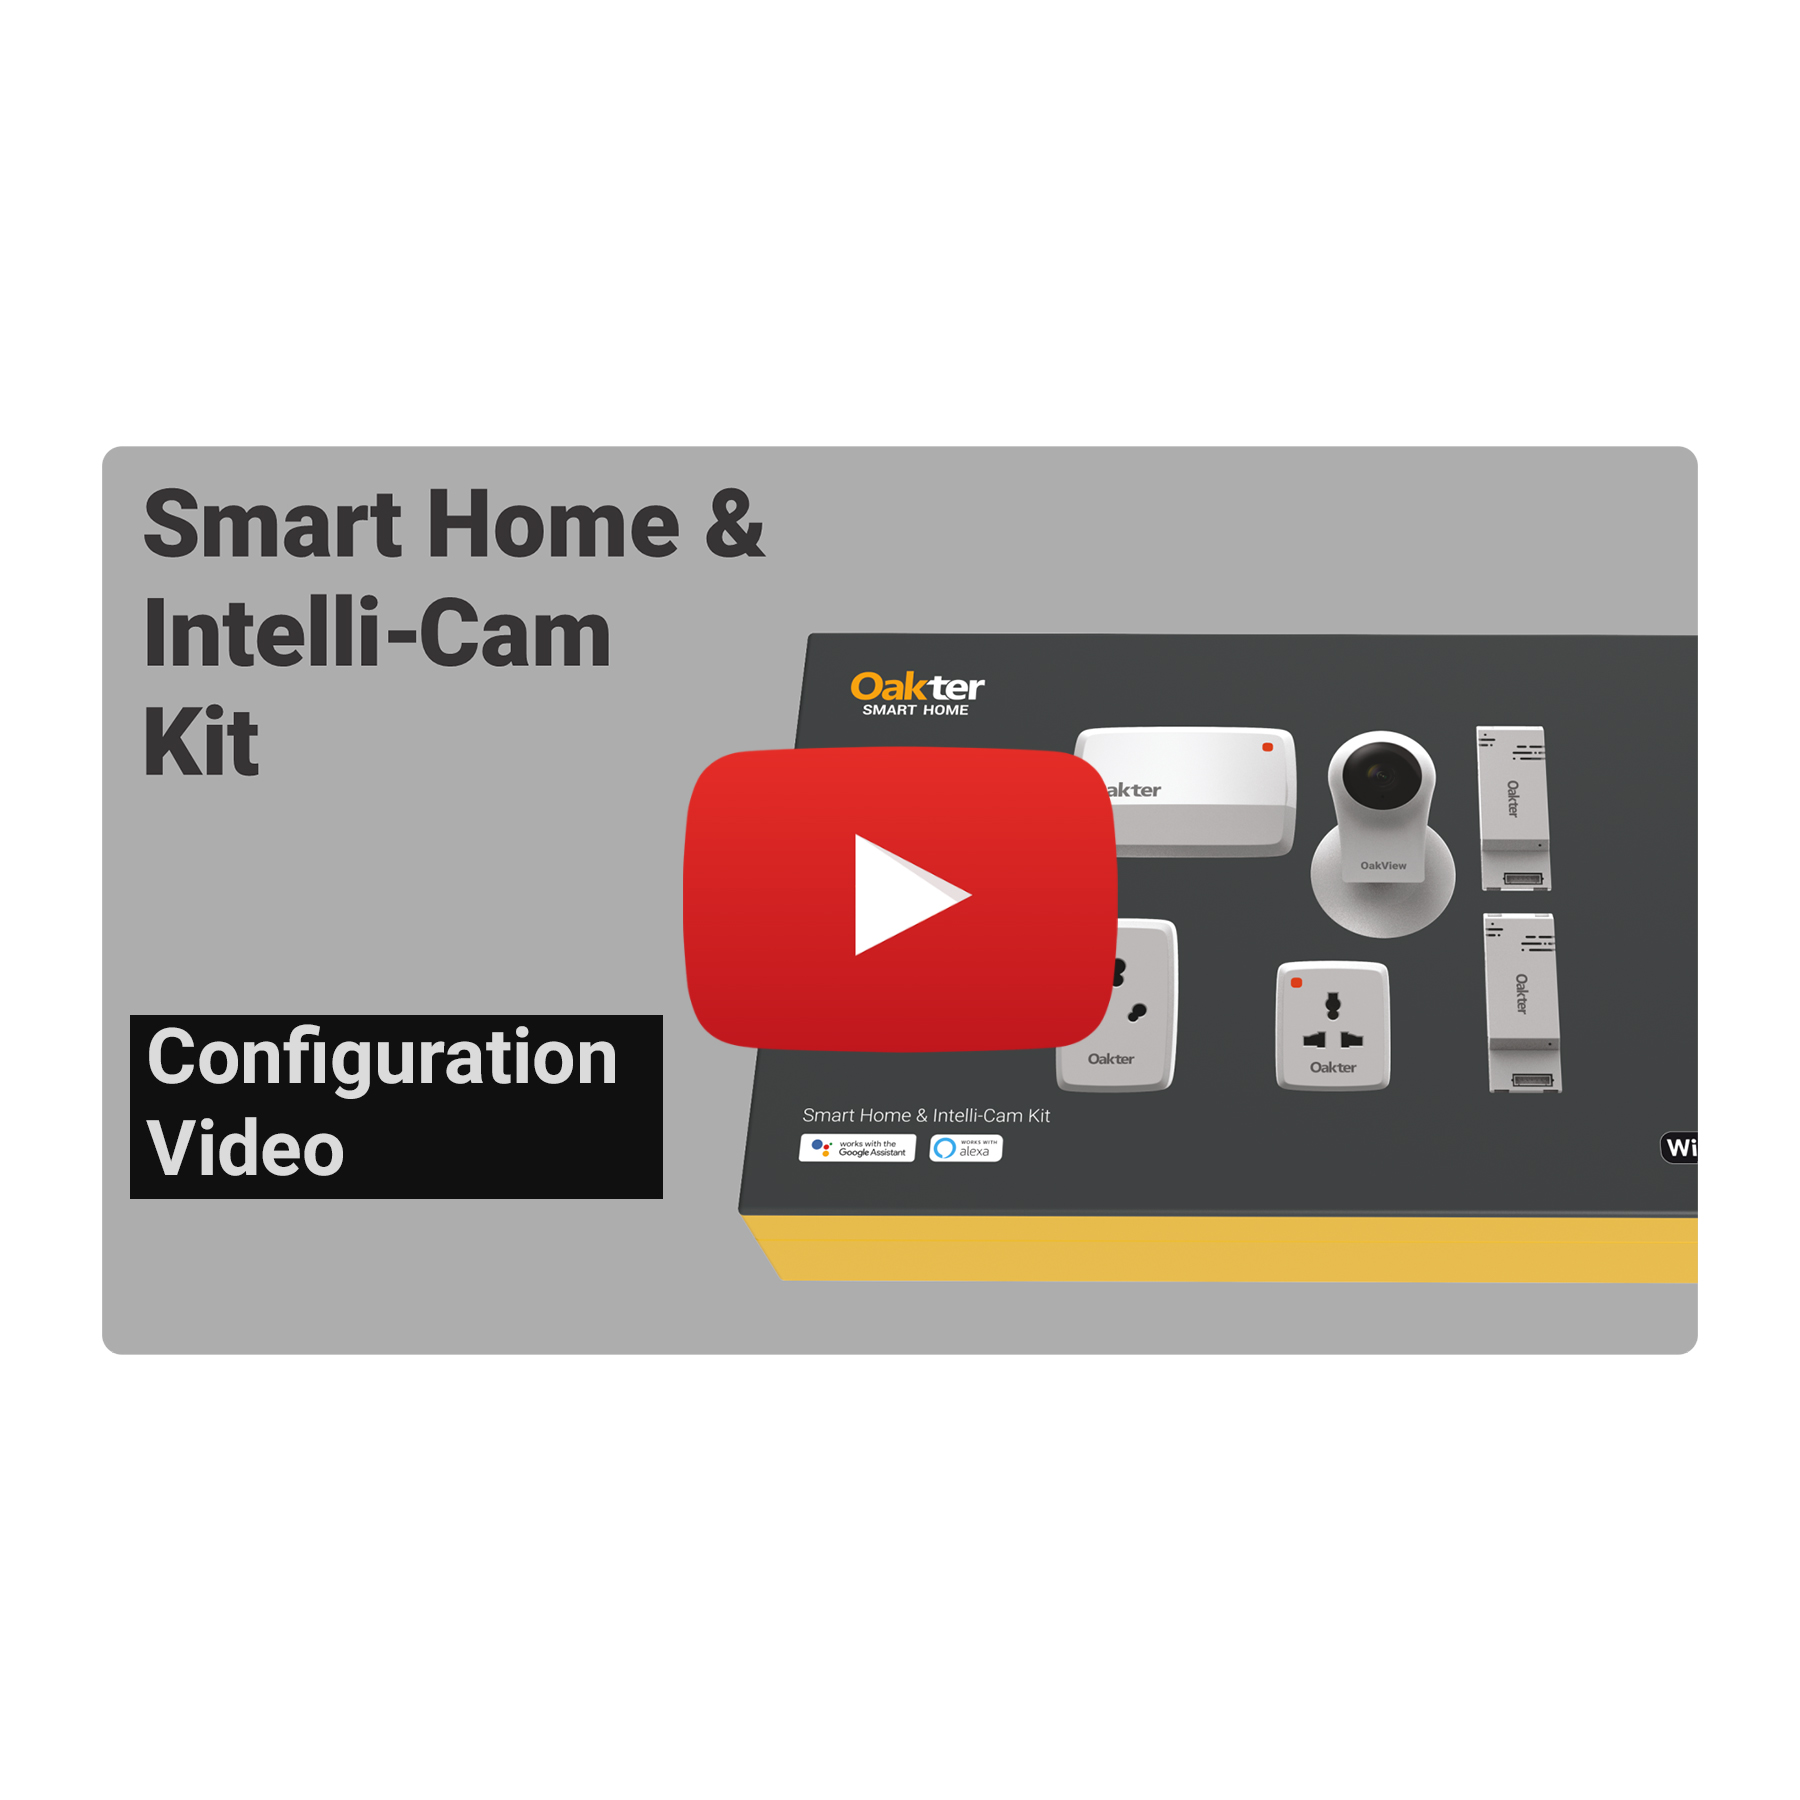 Smart Home &
Intelli-Cam
Kit
Configuration
Video
Oakter
SMART HOME
akter
OakView
Oakter
Oakter
Oakter
Oakter
Smart Home & Intelli-Cam Kit
works with the
Google Assistant
WORKS WITH
alexa
Wi